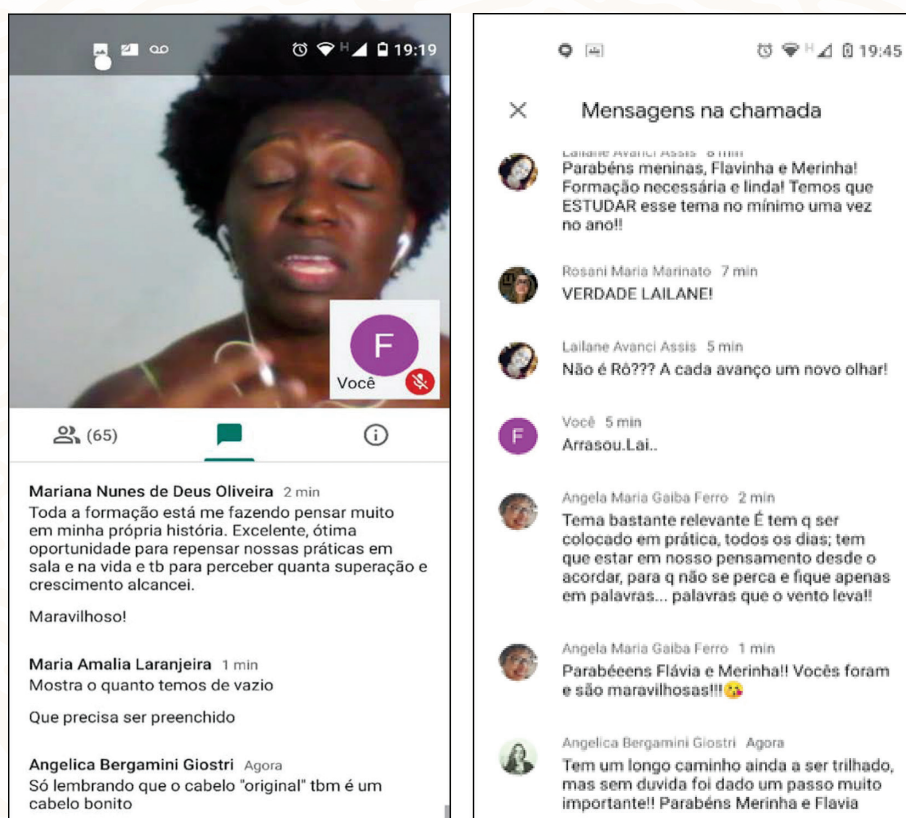 19:19
F
Você
(65)
Mariana Nunes de Deus Oliveira 2 min
Toda a formação está me fazendo pensar muito
em minha própria história. Excelente, ótima
oportunidade para repensar nossas práticas em
sala e na vida e tb para perceber quanta superação e
crescimento alcancei.
Maravilhoso!
Maria Amalia Laranjeira 1 min
Mostra o quanto temos de vazio
Que precisa ser preenchido
Angelica Bergamini Giostri Agora
Só lembrando que o cabelo "original" tbm é um
cabelo bonito
19:45
Mensagens na chamada
Lailane Avanci Assis 8 min
Parabéns meninas, Flavinha e Merinha!
Formação necessária e linda! Temos que
ESTUDAR esse tema no mínimo uma vez
no ano!!
Rosani Maria Marinato 7 min
VERDADE LAILANE!
Lailane Avanci Assis 5 min
Não é Rô??? A cada avanço um novo olhar!
F
Você 5 min
Arrasou.Lai..
Angela Maria Gaiba Ferro 2 min
Tema bastante relevante É tem q ser
colocado em prática, todos os dias; tem
que estar em nosso pensamento desde o
acordar, para q não se perca e fique apenas
em palavras... palavras que o vento leva!!
Angela Maria Gaiba Ferro 1 min
Parabéeens Flávia e Merinha!! Vocês foram
e são maravilhosas!!!😘
Angelica Bergamini Giostri Agora
Tem um longo caminho ainda a ser trilhado,
mas sem duvida foi dado um passo muito
importante!! Parabéns Merinha e Flavia